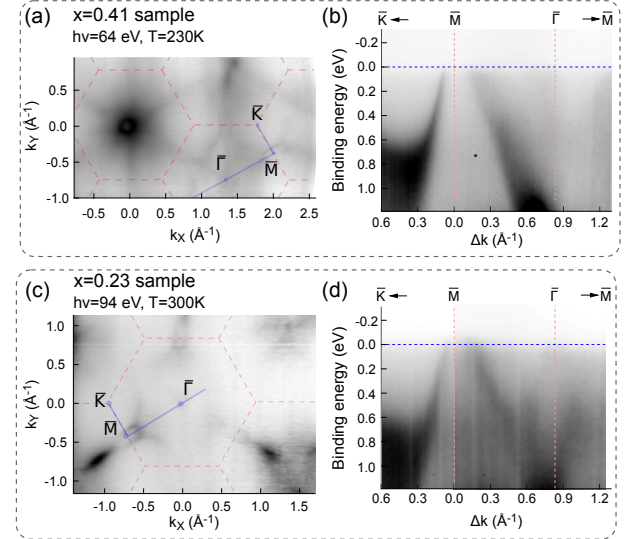 (a)
x=0.41 sample
hν=64 eV, T=230K
k_Y (Å⁻¹)
0.5
0.0
-0.5
-1.0
K̄
Γ̄
M̄
-0.5 0.0 0.5 1.0 1.5 2.0 2.5
k_X (Å⁻¹)
(b)
K̄ ← M̄ Γ̄ → M̄
Binding energy (eV)
-0.2
0.0
0.2
0.4
0.6
0.8
1.0
0.6 0.3 0.0 0.3 0.6 0.9 1.2
Δk (Å⁻¹)
(c)
x=0.23 sample
hν=94 eV, T=300K
k_Y (Å⁻¹)
1.0
0.5
0.0
-0.5
-1.0
K̄
Γ̄
M̄
-1.0 -0.5 0.0 0.5 1.0 1.5
k_X (Å⁻¹)
(d)
K̄ ← M̄ Γ̄ → M̄
Binding energy (eV)
-0.2
0.0
0.2
0.4
0.6
0.8
1.0
0.6 0.3 0.0 0.3 0.6 0.9 1.2
Δk (Å⁻¹)